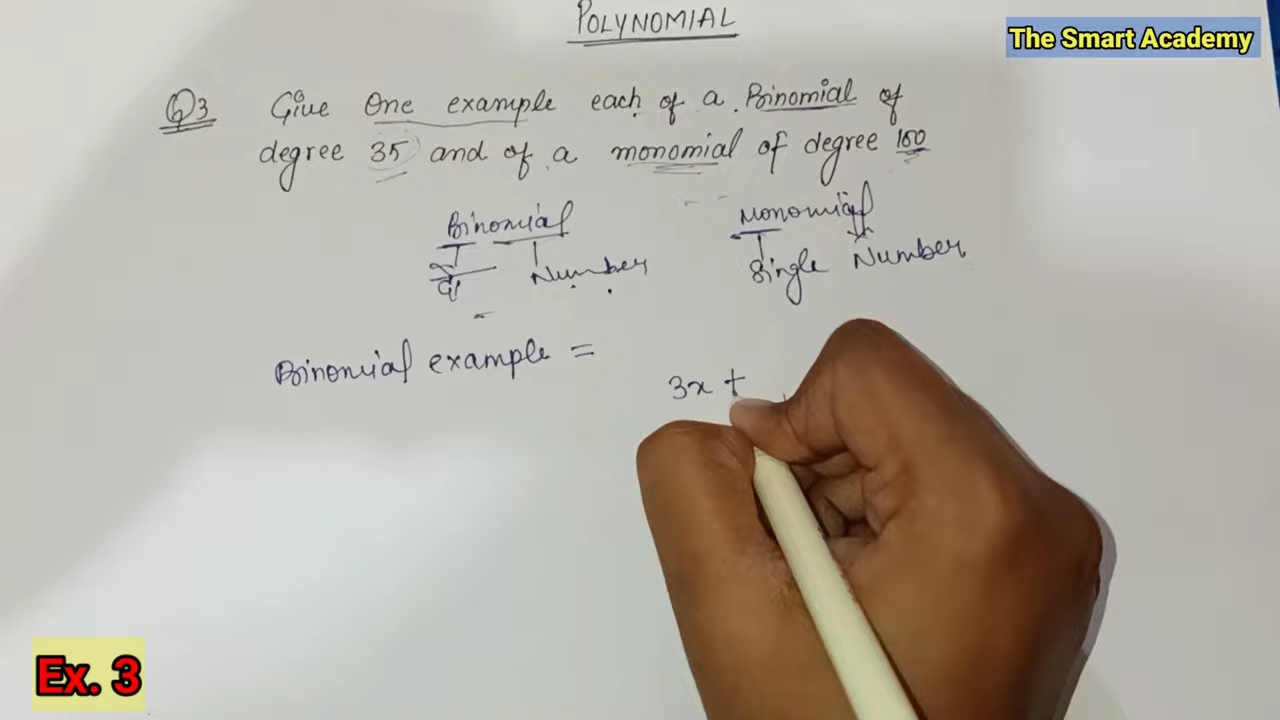 POLYNOMIAL
The Smart Academy
Q3 Give One example each of a Binomial of
degree 35 and of a monomial of degree 100
Binomial Monomial
दो Number Single Number
Binomial example =
3x +
Ex. 3